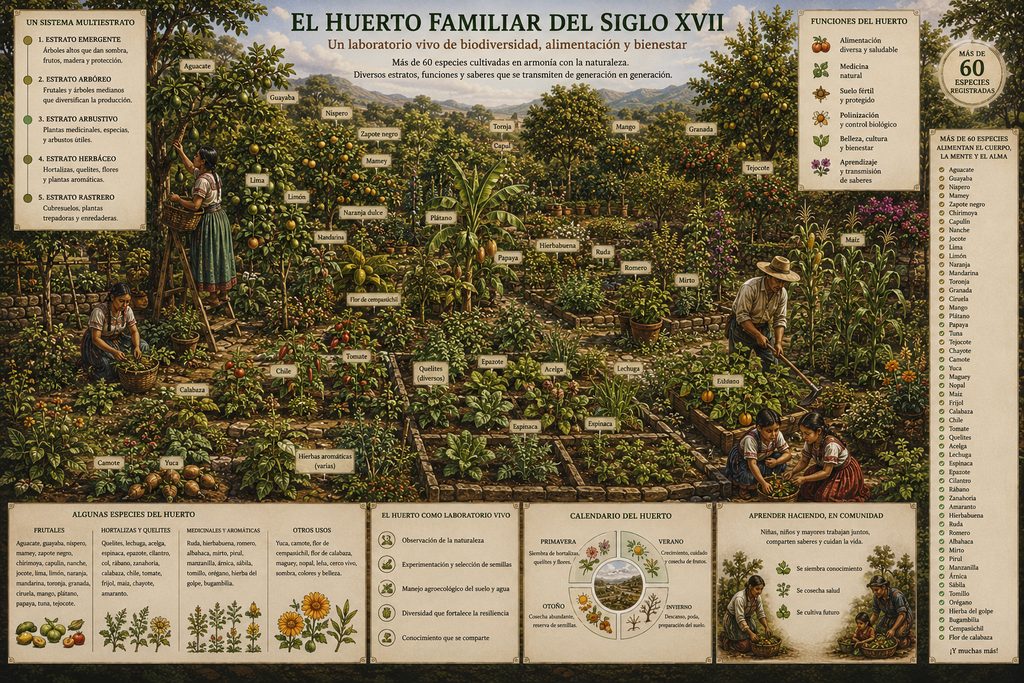 EL HUERTO FAMILIAR DEL SIGLO XVII
Un laboratorio vivo de biodiversidad, alimentación y bienestar
Más de 60 especies cultivadas en armonía con la naturaleza.
Diversos estratos, funciones y saberes que se transmiten de generación en generación.
UN SISTEMA MULTIESTRATO
1. ESTRATO EMERGENTE
Árboles altos que dan sombra,
frutos, madera y protección.
2. ESTRATO ARBÓREO
Frutales y árboles medianos
que diversifican la producción.
3. ESTRATO ARBUSTIVO
Plantas medicinales, especias,
y arbustos útiles.
4. ESTRATO HERBÁCEO
Hortalizas, quelites, flores
y plantas aromáticas.
5. ESTRATO RASTRERO
Cubresuelos, plantas
trepadoras y enredaderas.
FUNCIONES DEL HUERTO
Alimentación
diversa y saludable
Medicina
natural
Suelo fértil
y protegido
Polinización
y control biológico
Belleza, cultura
y bienestar
Aprendizaje
y transmisión
de saberes
MÁS DE
60
ESPECIES
REGISTRADAS
Aguacate
Guayaba
Níspero
Zapote negro
Mamey
Toronja
Capul
Mango
Granada
Tejocote
Lima
Limón
Naranja dulce
Mandarina
Plátano
Papaya
Hierbabuena
Ruda
Romero
Mirto
Maíz
Flor de cempasúchil
Tomate
Chile
Calabaza
Quelites
(diversos)
Epazote
Acelga
Lechuga
Espinaca
Espinaca
Camote
Yuca
Hierbas aromáticas
(varias)
MÁS DE 60 ESPECIES
ALIMENTAN EL CUERPO,
LA MENTE Y EL ALMA
Aguacate
Guayaba
Níspero
Mamey
Zapote negro
Chirimoya
Capulín
Nanche
Jocote
Lima
Limón
Naranja
Mandarina
Toronja
Granada
Ciruela
Mango
Plátano
Papaya
Tuna
Tejocote
Chayote
Camote
Yuca
Maguey
Nopal
Maíz
Frijol
Calabaza
Chile
Tomate
Quelites
Acelga
Lechuga
Espinaca
Epazote
Cilantro
Rábano
Zanahoria
Amaranto
Hierbabuena
Ruda
Romero
Albahaca
Mirto
Pirul
Manzanilla
Árnica
Sábila
Tomillo
Orégano
Hierba del golpe
Bugambilia
Cempasúchil
Flor de calabaza
¡Y muchas más!
ALGUNAS ESPECIES DEL HUERTO
FRUTALES
Aguacate, guayaba, níspero,
mamey, zapote negro,
chirimoya, capulín, nanche,
jocote, lima, limón, naranja,
mandarina, toronja, granada,
ciruela, mango, plátano,
papaya, tuna, tejocote.
HORTALIZAS Y QUELITES
Quelites, lechuga, acelga,
espinaca, epazote, cilantro,
col, rábano, zanahoria,
calabaza, chile, tomate,
frijol, maíz, chayote,
amaranto.
MEDICINALES Y AROMÁTICAS
Ruda, hierbabuena, romero,
albahaca, mirto, pirul,
manzanilla, árnica, sábila,
tomillo, orégano, hierba del
golpe, bugambilia.
OTROS USOS
Yuca, camote, flor de
cempasúchil, flor de calabaza,
maguey, nopal, leña, cerco vivo,
sombra, colores y belleza.
EL HUERTO COMO LABORATORIO VIVO
Observación de la naturaleza
Experimentación y selección de semillas
Manejo agroecológico del suelo y agua
Diversidad que fortalece la resiliencia
Conocimiento que se comparte
CALENDARIO DEL HUERTO
PRIMAVERA
Siembra de hortalizas,
quelites y flores.
VERANO
Crecimiento, cuidado
y cosecha de frutos.
OTOÑO
Cosecha abundante,
reserva de semillas.
INVIERNO
Descanso, poda,
preparación del suelo.
APRENDER HACIENDO, EN COMUNIDAD
Niñas, niños y mayores trabajan juntos,
comparten saberes y cuidan la vida.
Se siembra conocimiento
Se cosecha salud
Se cultiva futuro